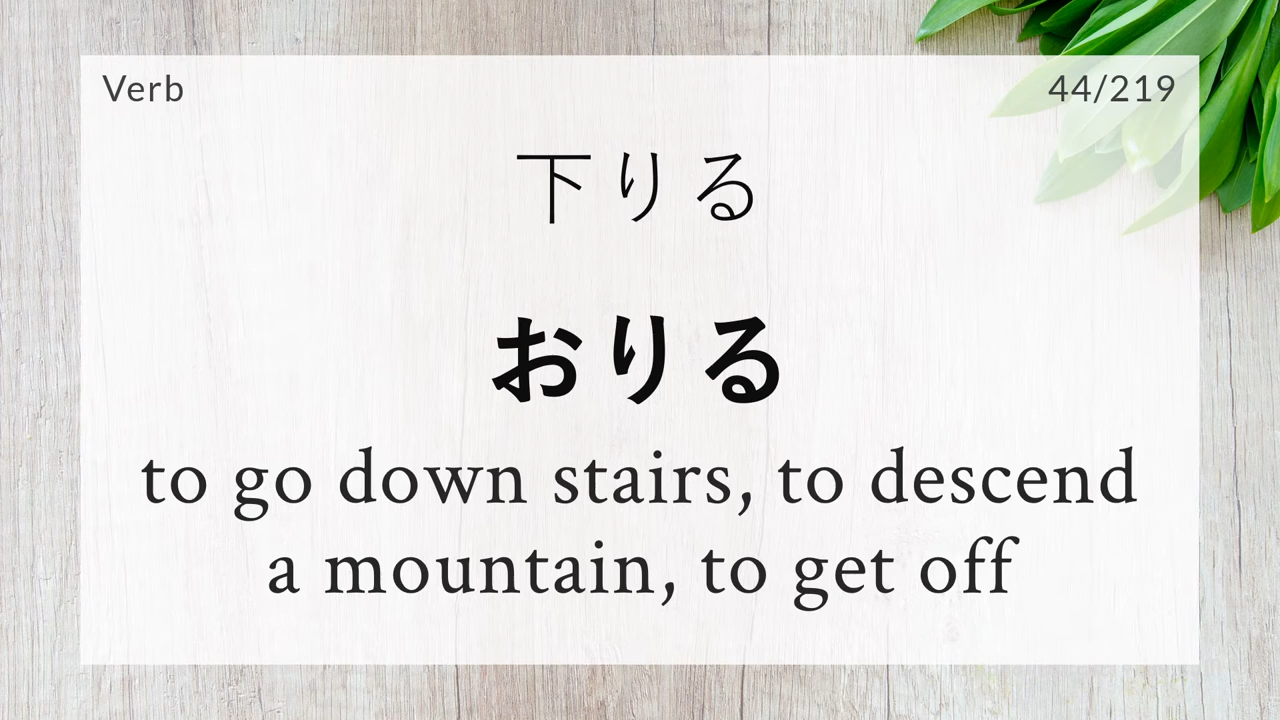 Verb
44/219
下りる
おりる
to go down stairs, to descend
a mountain, to get off